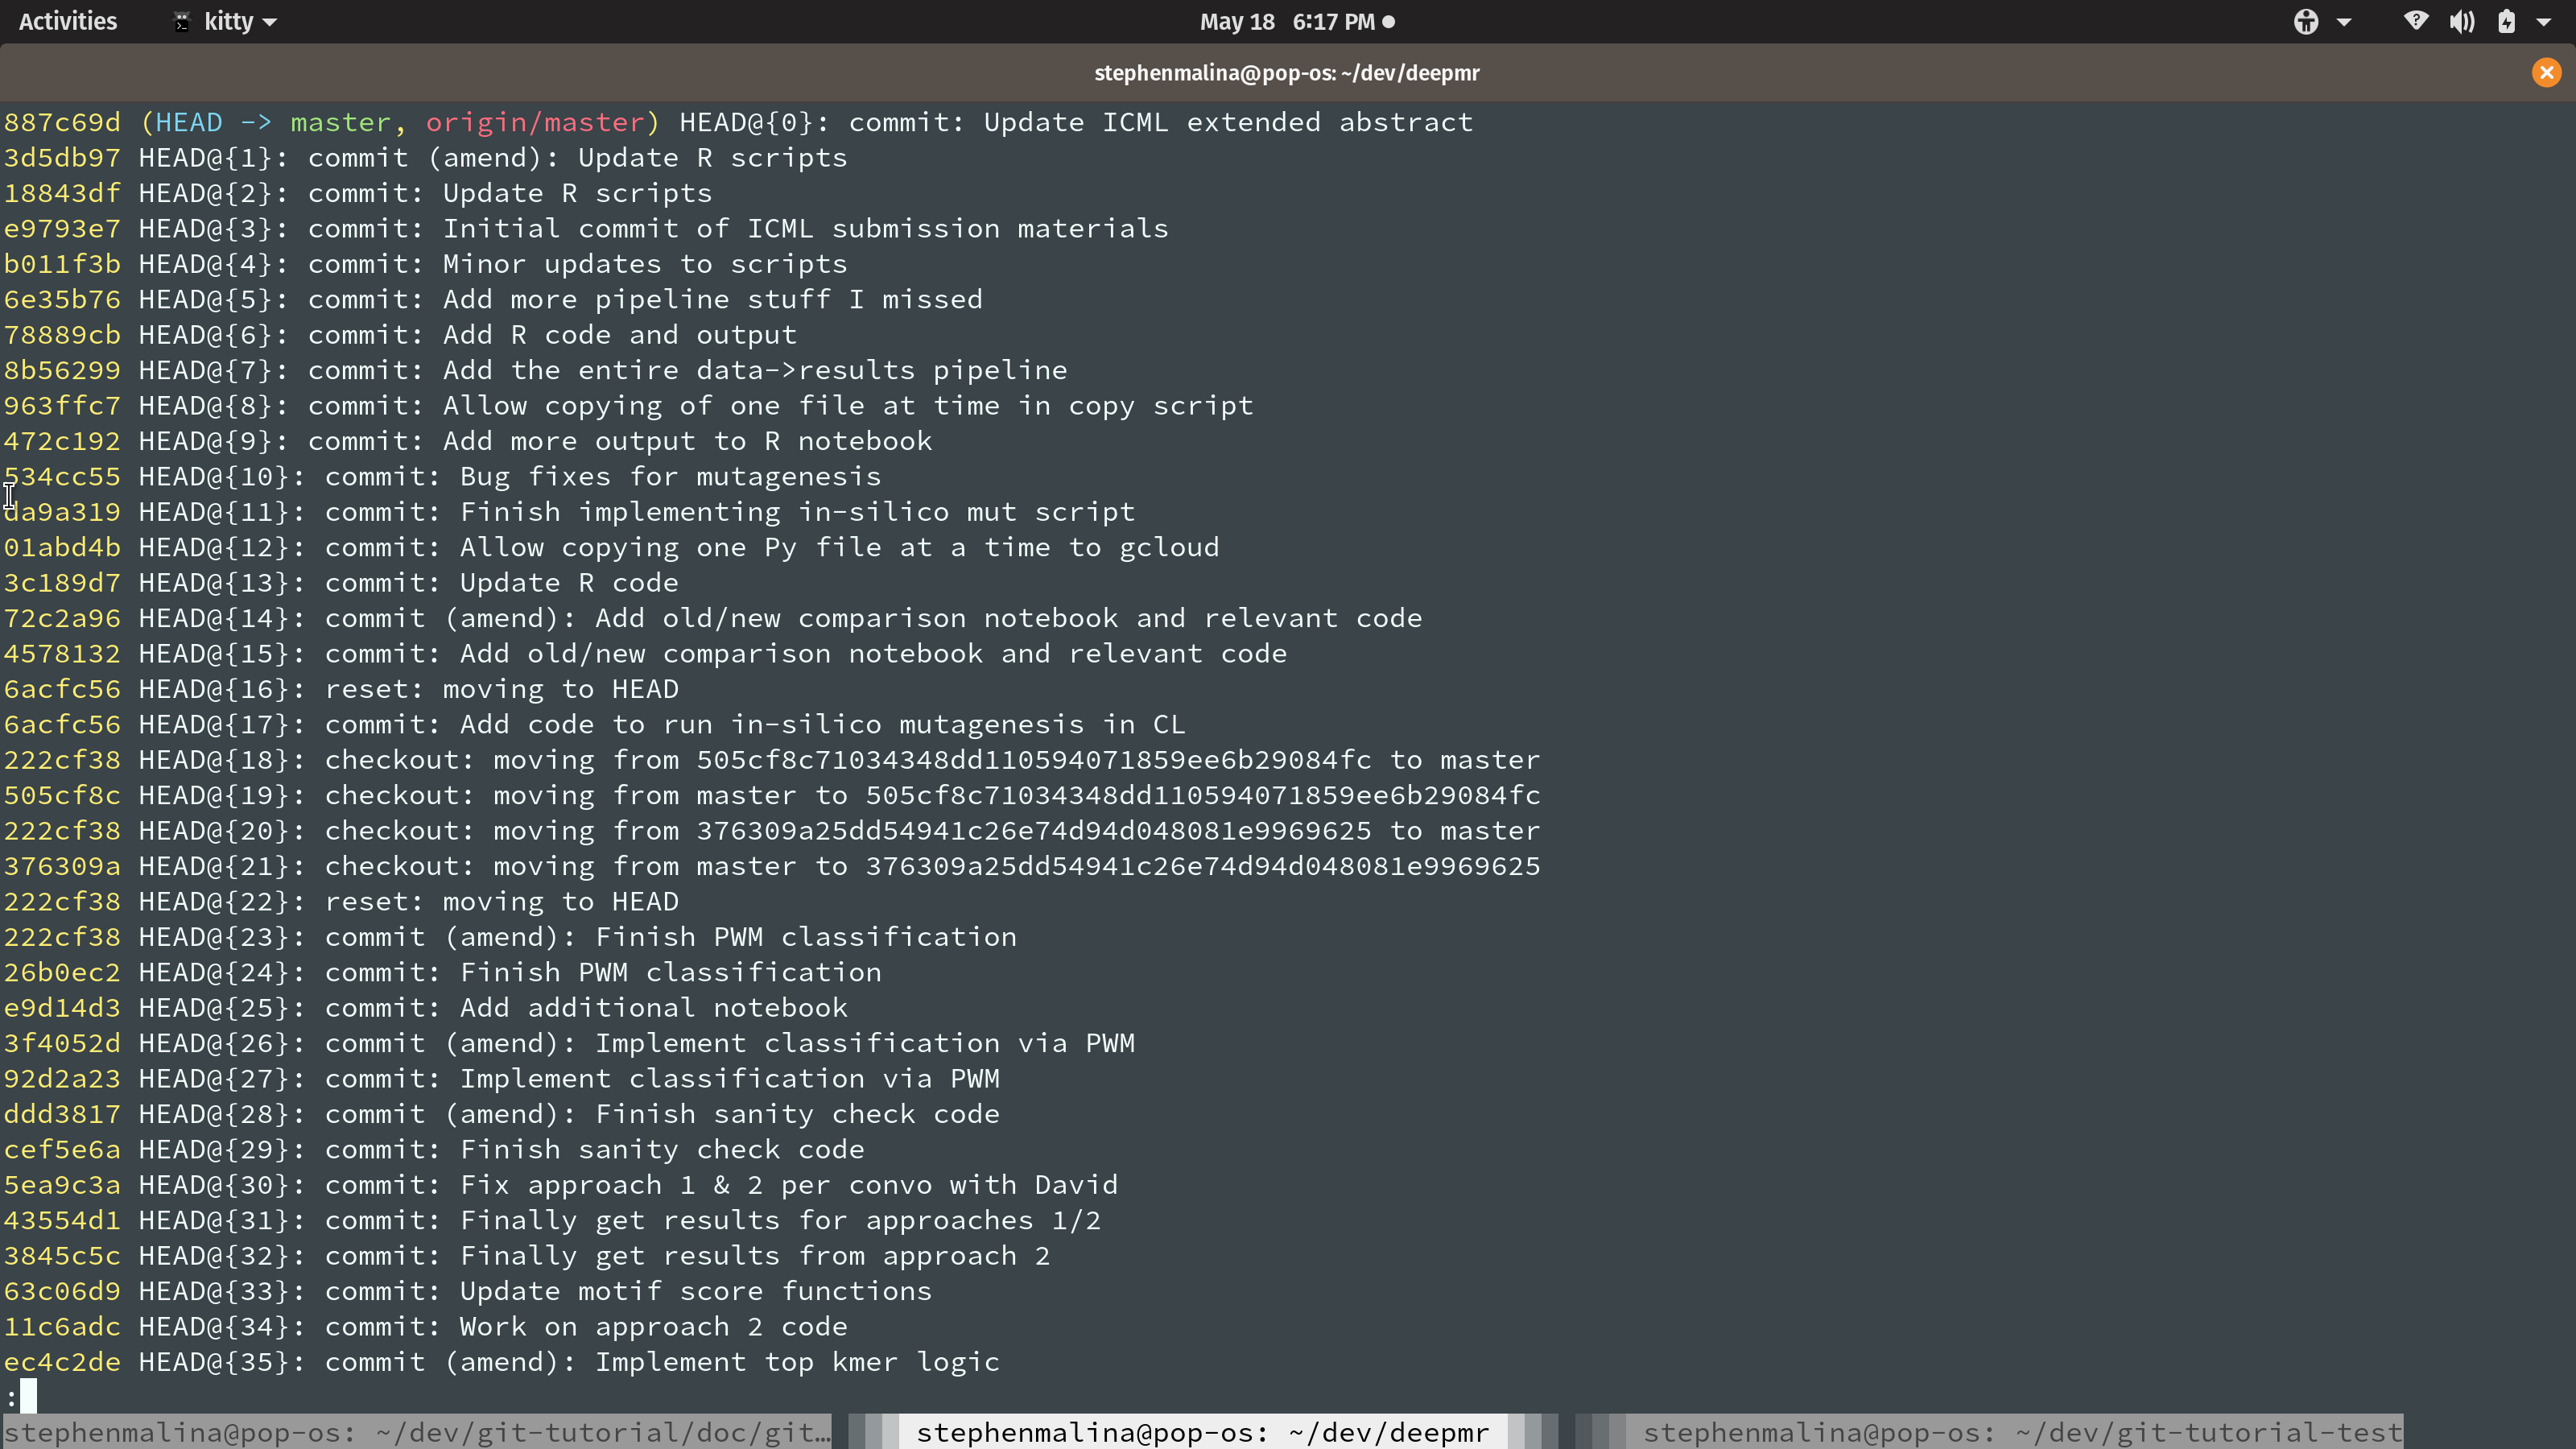 Activities kitty May 18 6:17 PM
stephenmalina@pop-os: ~/dev/deepmr
887c69d (HEAD -> master, origin/master) HEAD@{0}: commit: Update ICML extended abstract
3d5db97 HEAD@{1}: commit (amend): Update R scripts
18843df HEAD@{2}: commit: Update R scripts
e9793e7 HEAD@{3}: commit: Initial commit of ICML submission materials
b011f3b HEAD@{4}: commit: Minor updates to scripts
6e35b76 HEAD@{5}: commit: Add more pipeline stuff I missed
78889cb HEAD@{6}: commit: Add R code and output
8b56299 HEAD@{7}: commit: Add the entire data->results pipeline
963ffc7 HEAD@{8}: commit: Allow copying of one file at time in copy script
472c192 HEAD@{9}: commit: Add more output to R notebook
534cc55 HEAD@{10}: commit: Bug fixes for mutagenesis
da9a319 HEAD@{11}: commit: Finish implementing in-silico mut script
01abd4b HEAD@{12}: commit: Allow copying one Py file at a time to gcloud
3c189d7 HEAD@{13}: commit: Update R code
72c2a96 HEAD@{14}: commit (amend): Add old/new comparison notebook and relevant code
4578132 HEAD@{15}: commit: Add old/new comparison notebook and relevant code
6acfc56 HEAD@{16}: reset: moving to HEAD
6acfc56 HEAD@{17}: commit: Add code to run in-silico mutagenesis in CL
222cf38 HEAD@{18}: checkout: moving from 505cf8c71034348dd110594071859ee6b29084fc to master
505cf8c HEAD@{19}: checkout: moving from master to 505cf8c71034348dd110594071859ee6b29084fc
222cf38 HEAD@{20}: checkout: moving from 376309a25dd54941c26e74d94d048081e9969625 to master
376309a HEAD@{21}: checkout: moving from master to 376309a25dd54941c26e74d94d048081e9969625
222cf38 HEAD@{22}: reset: moving to HEAD
222cf38 HEAD@{23}: commit (amend): Finish PWM classification
26b0ec2 HEAD@{24}: commit: Finish PWM classification
e9d14d3 HEAD@{25}: commit: Add additional notebook
3f4052d HEAD@{26}: commit (amend): Implement classification via PWM
92d2a23 HEAD@{27}: commit: Implement classification via PWM
ddd3817 HEAD@{28}: commit (amend): Finish sanity check code
cef5e6a HEAD@{29}: commit: Finish sanity check code
5ea9c3a HEAD@{30}: commit: Fix approach 1 & 2 per convo with David
43554d1 HEAD@{31}: commit: Finally get results for approaches 1/2
3845c5c HEAD@{32}: commit: Finally get results from approach 2
63c06d9 HEAD@{33}: commit: Update motif score functions
11c6adc HEAD@{34}: commit: Work on approach 2 code
ec4c2de HEAD@{35}: commit (amend): Implement top kmer logic
:
stephenmalina@pop-os: ~/dev/git-tutorial/doc/git… stephenmalina@pop-os: ~/dev/deepmr stephenmalina@pop-os: ~/dev/git-tutorial-test